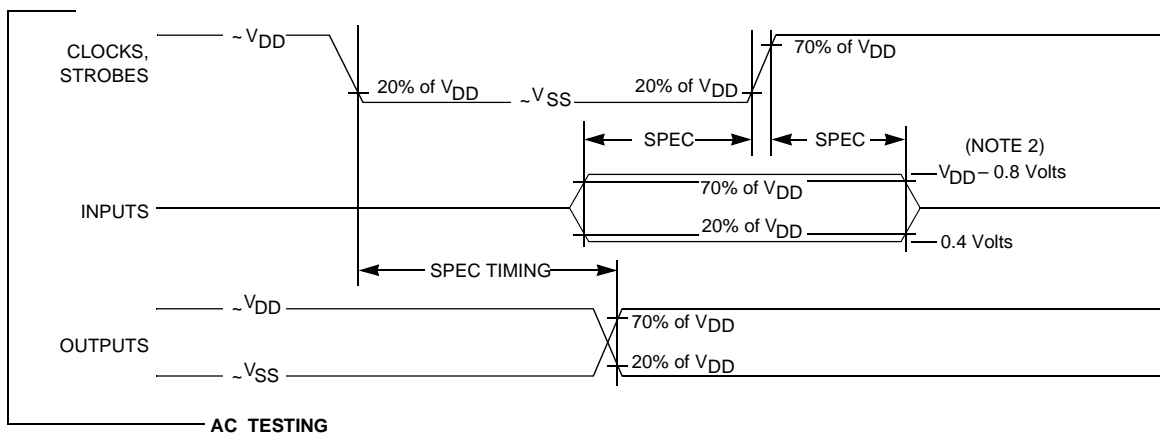 CLOCKS,
STROBES
~ VDD
20% of VDD
~ VSS
20% of VDD
70% of VDD
SPEC
SPEC
(NOTE 2)
VDD – 0.8 Volts
INPUTS
70% of VDD
20% of VDD
0.4 Volts
SPEC TIMING
OUTPUTS
~ VDD
70% of VDD
20% of VDD
~ VSS
AC TESTING